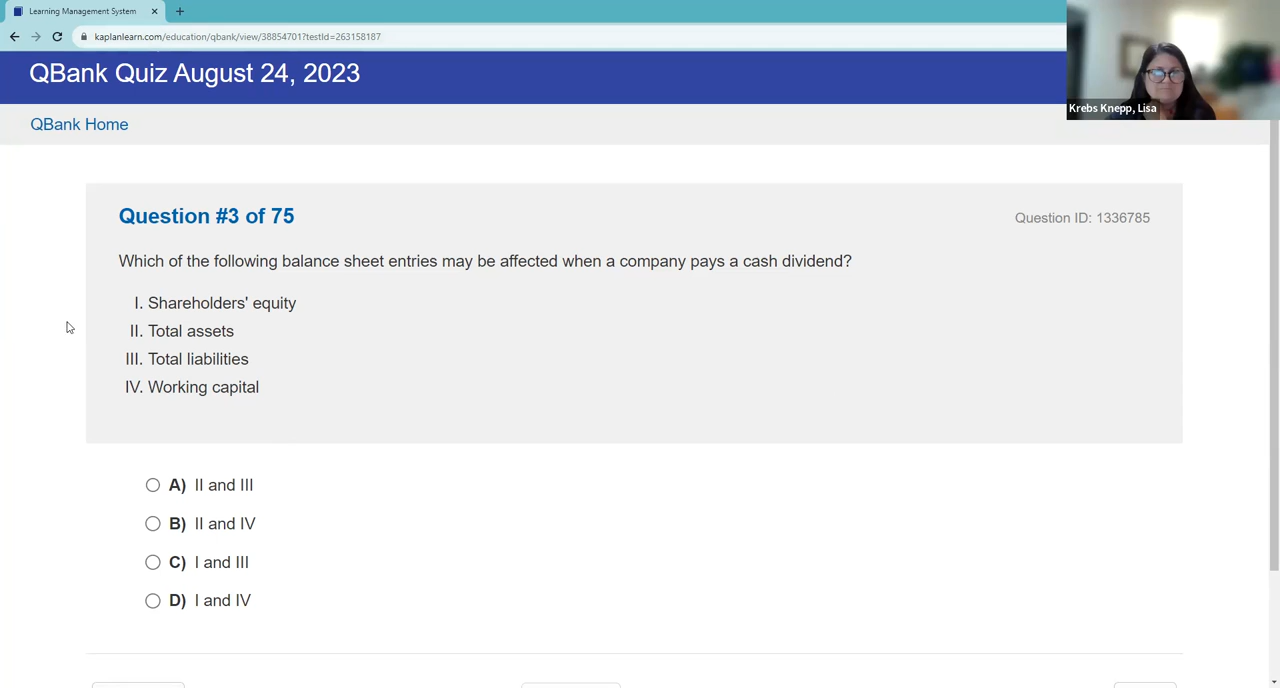 Learning Management System
kaplanlearn.com/education/qbank/view/38854701?testId=263158187
QBank Quiz August 24, 2023
Krebs Knepp, Lisa
QBank Home
Question #3 of 75
Question ID: 1336785
Which of the following balance sheet entries may be affected when a company pays a cash dividend?
I. Shareholders' equity
II. Total assets
III. Total liabilities
IV. Working capital
A) II and III
B) II and IV
C) I and III
D) I and IV